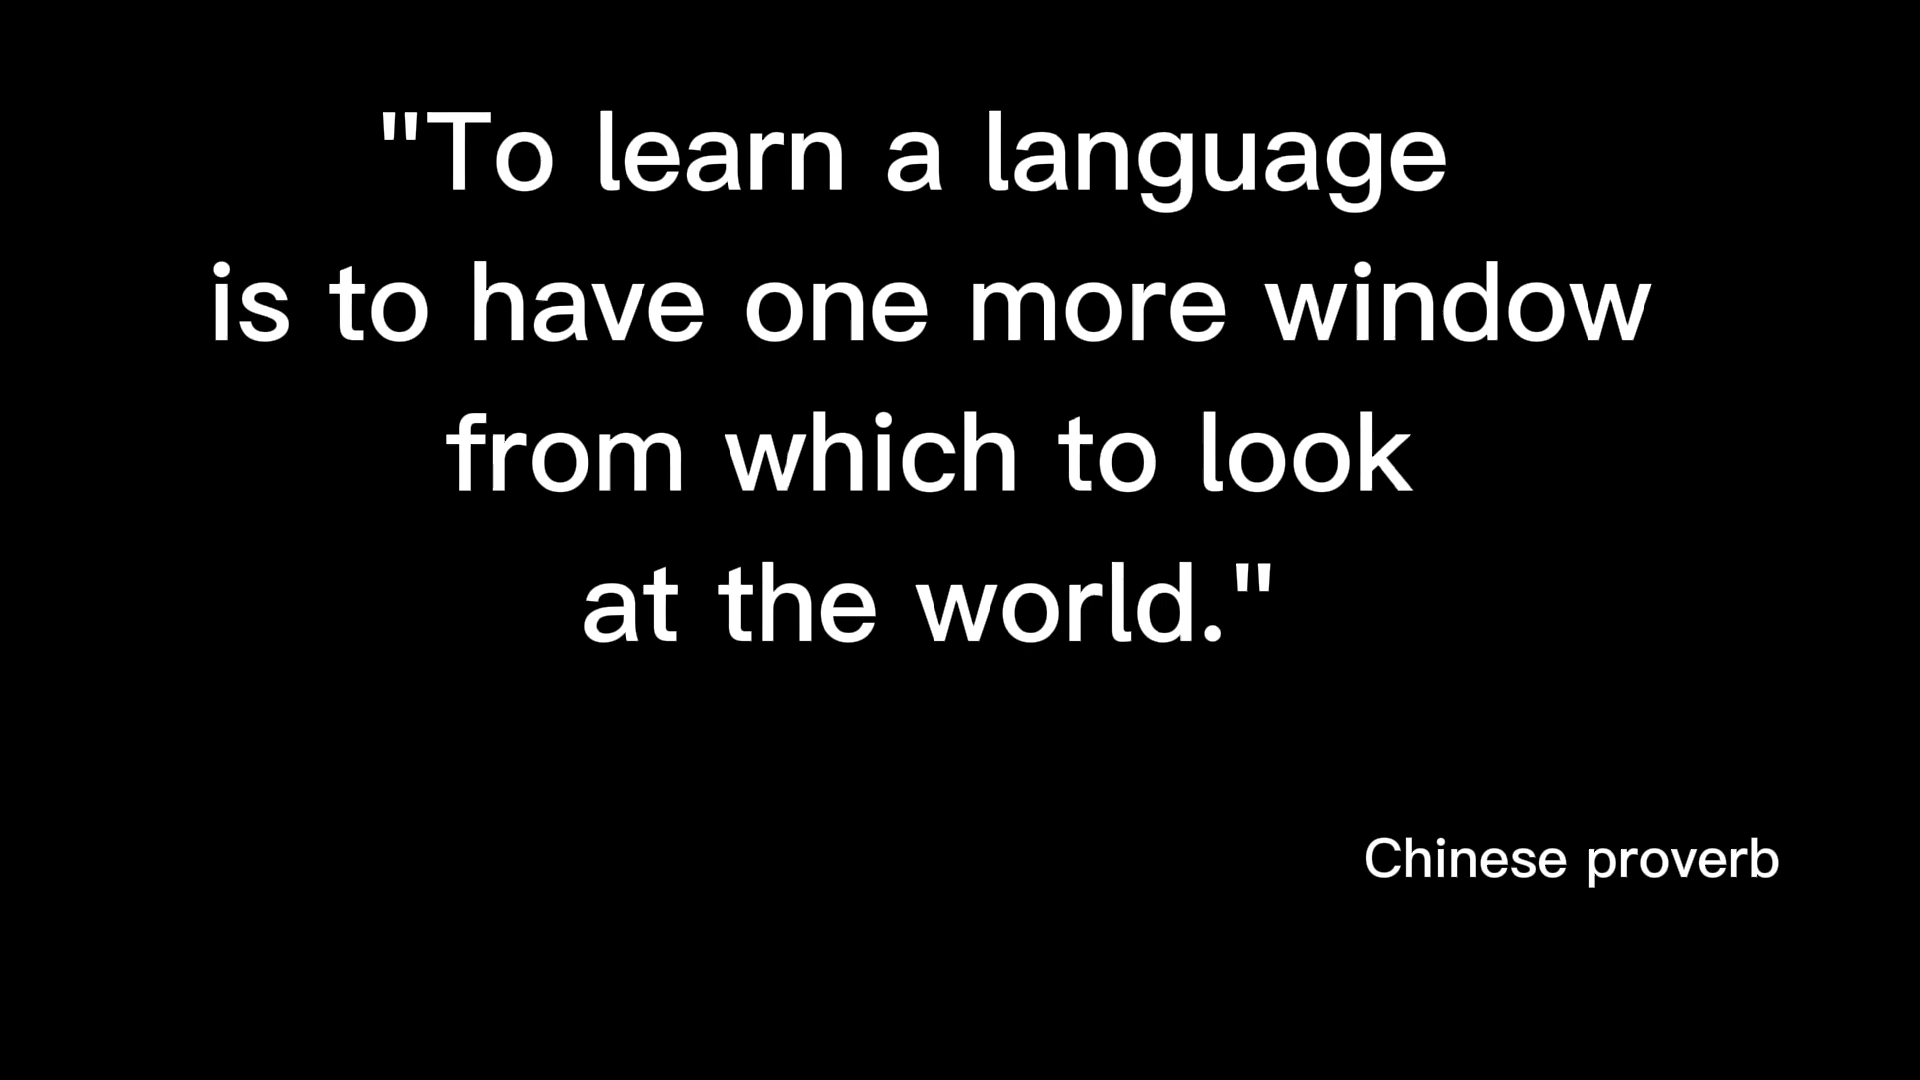 "To learn a language
is to have one more window
from which to look
at the world."
Chinese proverb